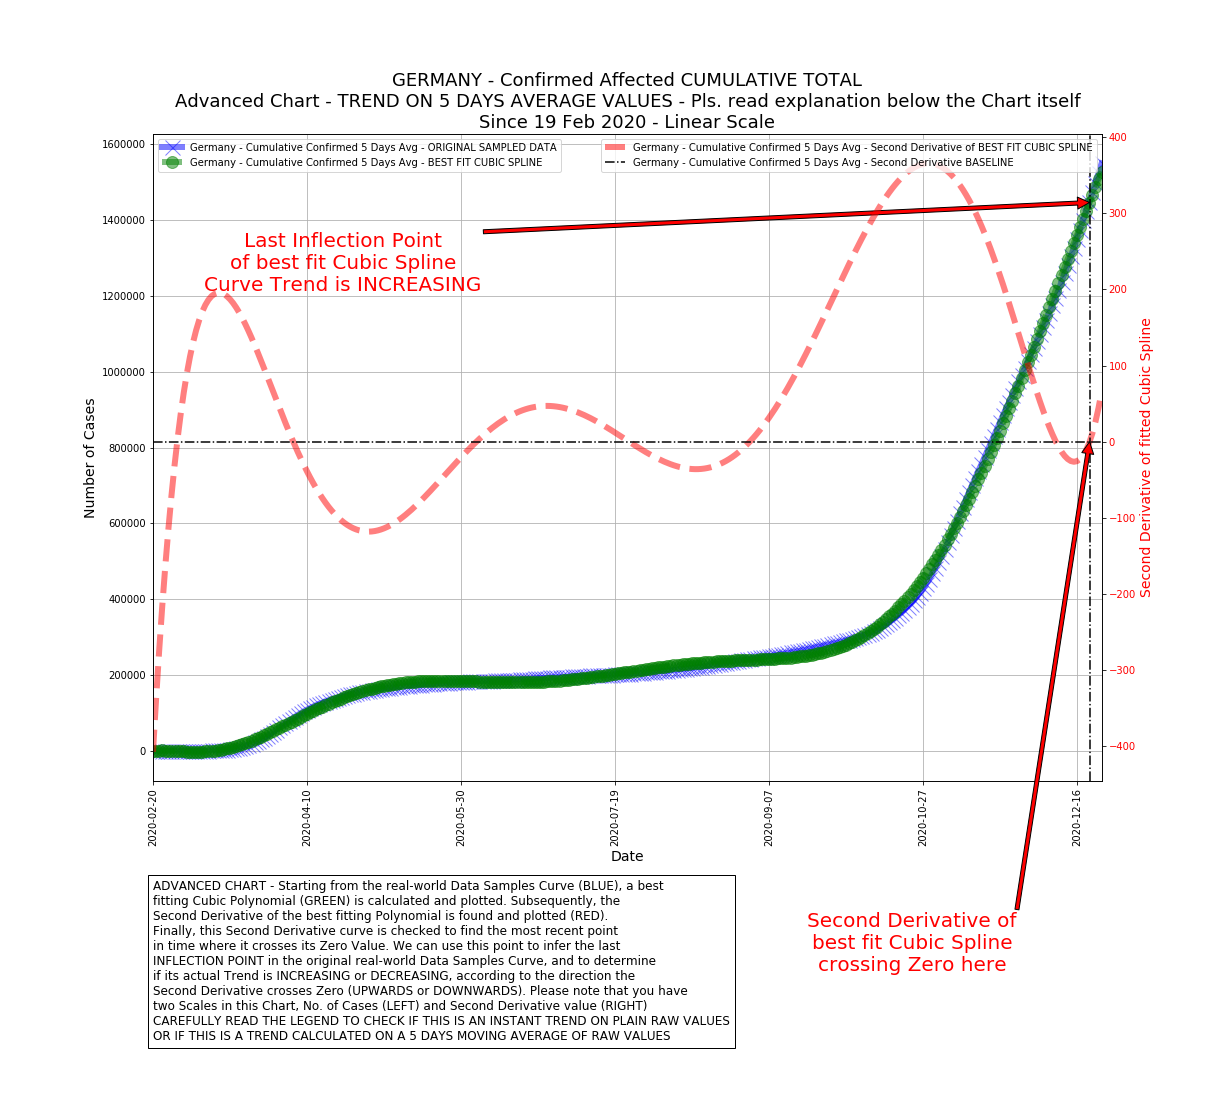 GERMANY - Confirmed Affected CUMULATIVE TOTAL
Advanced Chart - TREND ON 5 DAYS AVERAGE VALUES - Pls. read explanation below the Chart itself
Since 19 Feb 2020 - Linear Scale
Germany - Cumulative Confirmed 5 Days Avg - ORIGINAL SAMPLED DATA
Germany - Cumulative Confirmed 5 Days Avg - BEST FIT CUBIC SPLINE
Germany - Cumulative Confirmed 5 Days Avg - Second Derivative of BEST FIT CUBIC SPLINE
Germany - Cumulative Confirmed 5 Days Avg - Second Derivative BASELINE
Number of Cases
1600000
1400000
1200000
1000000
800000
600000
400000
200000
0
Last Inflection Point
of best fit Cubic Spline
Curve Trend is INCREASING
400
300
200
100
0
−100
−200
−300
−400
Second Derivative of fitted Cubic Spline
2020-02-20
2020-04-10
2020-05-30
2020-07-19
2020-09-07
2020-10-27
2020-12-16
Date
ADVANCED CHART - Starting from the real-world Data Samples Curve (BLUE), a best
fitting Cubic Polynomial (GREEN) is calculated and plotted. Subsequently, the
Second Derivative of the best fitting Polynomial is found and plotted (RED).
Finally, this Second Derivative curve is checked to find the most recent point
in time where it crosses its Zero Value. We can use this point to infer the last
INFLECTION POINT in the original real-world Data Samples Curve, and to determine
if its actual Trend is INCREASING or DECREASING, according to the direction the
Second Derivative crosses Zero (UPWARDS or DOWNWARDS). Please note that you have
two Scales in this Chart, No. of Cases (LEFT) and Second Derivative value (RIGHT)
CAREFULLY READ THE LEGEND TO CHECK IF THIS IS AN INSTANT TREND ON PLAIN RAW VALUES
OR IF THIS IS A TREND CALCULATED ON A 5 DAYS MOVING AVERAGE OF RAW VALUES
Second Derivative of
best fit Cubic Spline
crossing Zero here